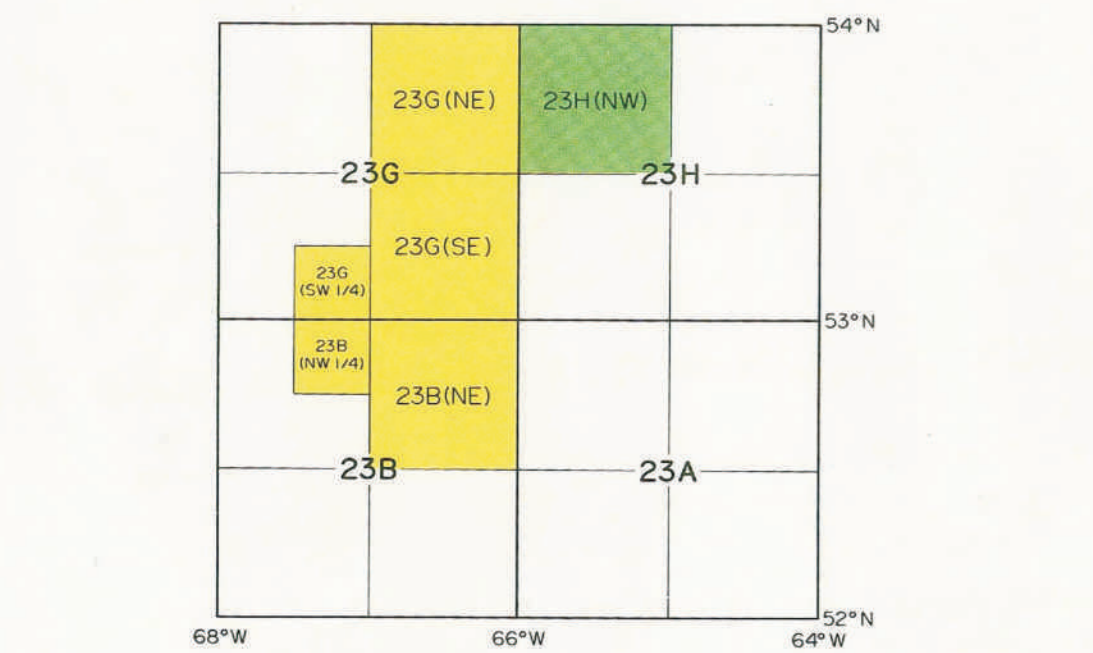 54°N
23G(NE)
23H(NW)
23G
23H
23G(SE)
23G
(SW 1/4)
53°N
23B
(NW 1/4)
23B(NE)
23B
23A
52°N
68°W
66°W
64°W